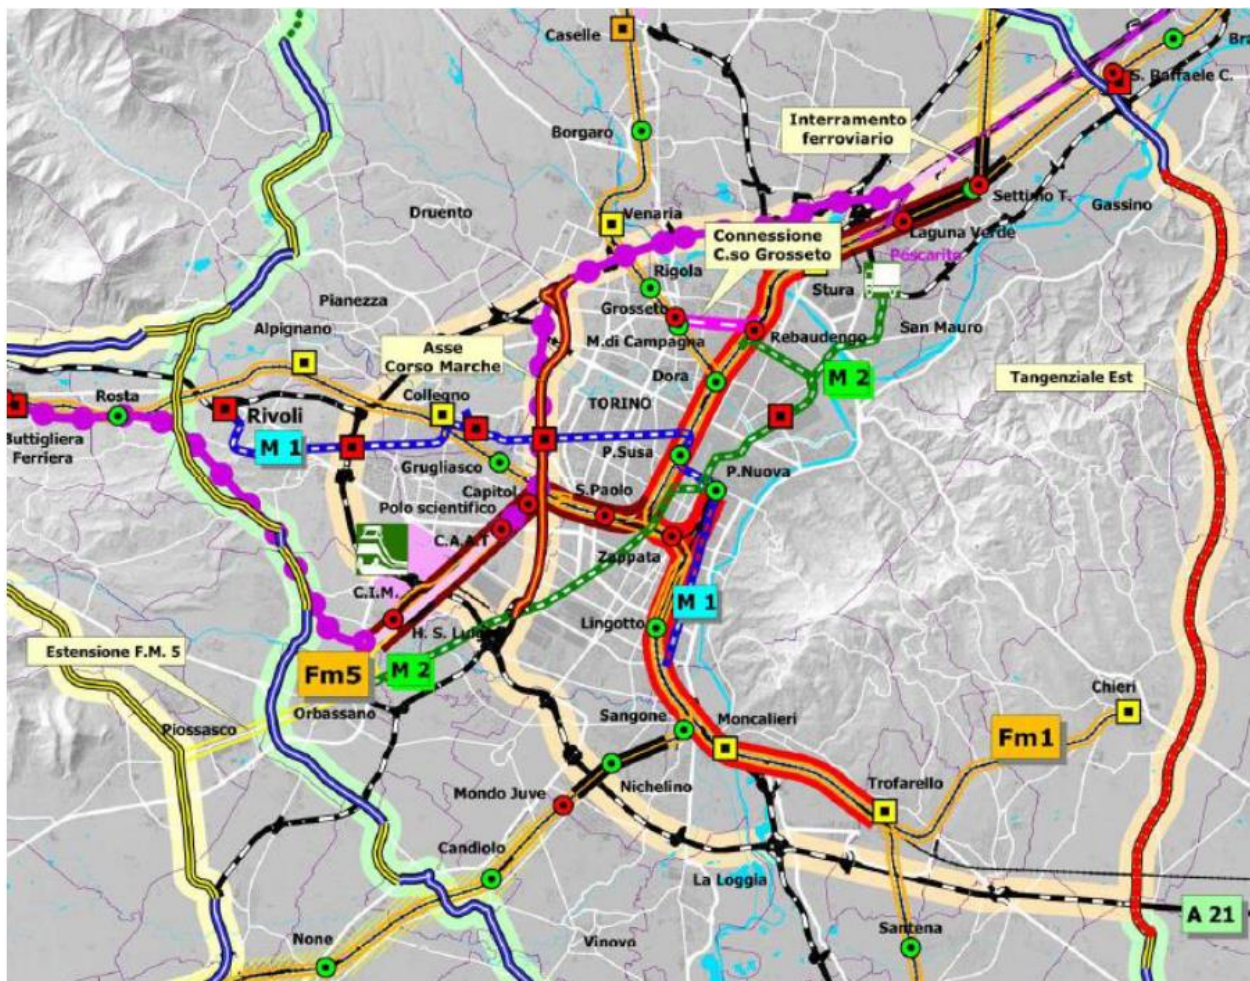 Caselle
Bra
S. Raffaele C.
Interramento
ferroviario
Borgaro
Settimo T.
Gassino
Druento
Venaria
Connessione
C.so Grosseto
Laguna Verde
Pescarito
Rigola
Stura
Pianezza
Grosseto
Rebaudengo
San Mauro
Alpignano
Asse
Corso Marche
M.di Campagna
M 2
Dora
Tangenziale Est
Rosta
Collegno
TORINO
Rivoli
Buttigliera
Ferriera
M 1
P.Susa
Grugliasco
P.Nuova
Capitol
S.Paolo
Polo scientifico
C.A.A.T
Zappata
C.I.M.
M 1
Lingotto
H. S. Luigi
Estensione F.M. 5
Fm5
M 2
Chieri
Orbassano
Piossasco
Sangone
Moncalieri
Fm1
Nichelino
Trofarello
Mondo Juve
Candiolo
La Loggia
A 21
None
Vinovo
Santena